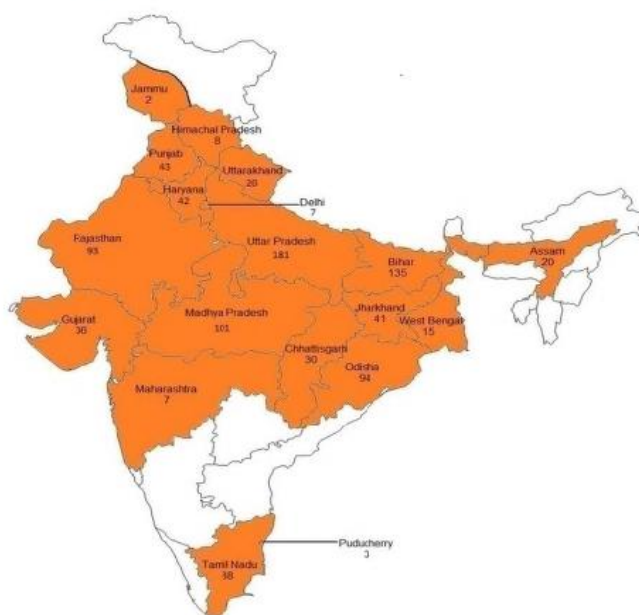 Jammu
2
Himachal Pradesh
8
Punjab
43
Uttarakhand
Haryana
42
Delhi
7
Rajasthan
93
Uttar Pradesh
181
Bihar
135
Assam
20
Gujarat
36
Madhya Pradesh
101
Jharkhand
41
West Bengal
15
Chhattisgarh
30
Odisha
94
Maharashtra
7
Puducherry
3
Tamil Nadu